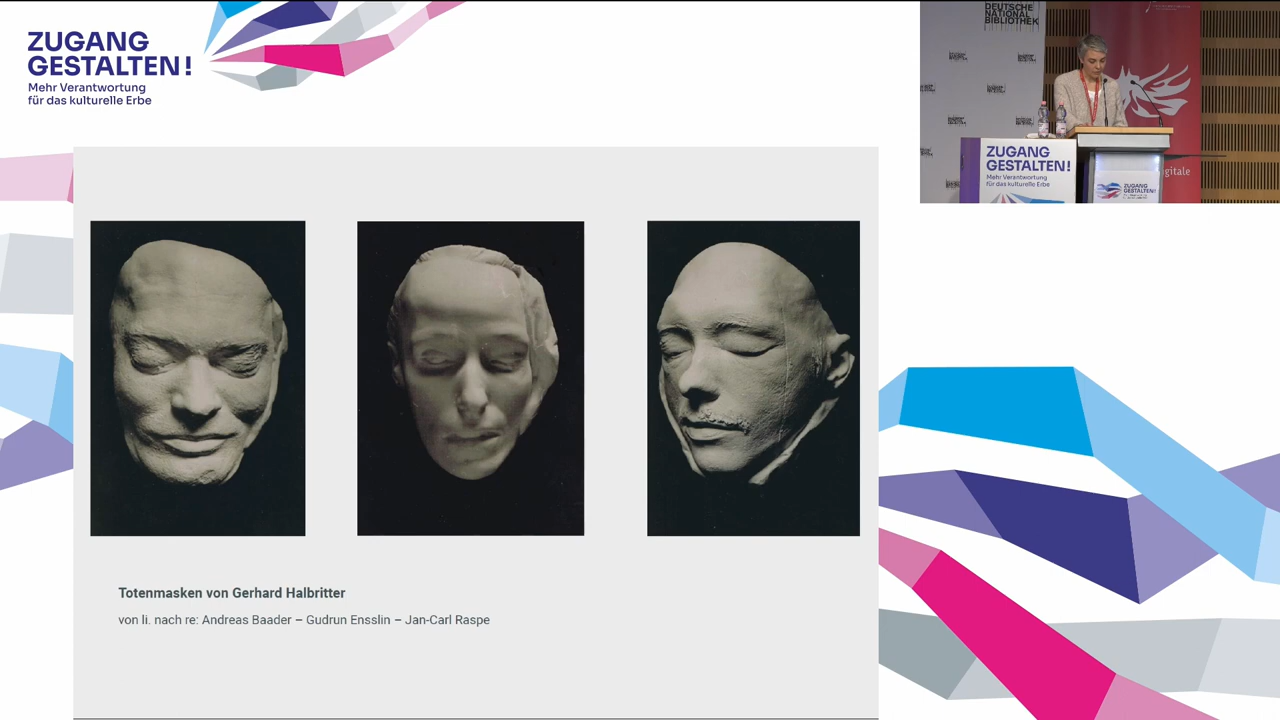 ZUGANG
GESTALTEN!
Mehr Verantwortung
für das kulturelle Erbe
DEUTSCHE
NATIONAL
BIBLIOTHEK
ZUGANG
GESTALTEN!
Mehr Verantwortung
für das kulturelle Erbe
ZUGANG
GESTALTEN!
Totenmasken von Gerhard Halbritter
von li. nach re: Andreas Baader – Gudrun Ensslin – Jan-Carl Raspe